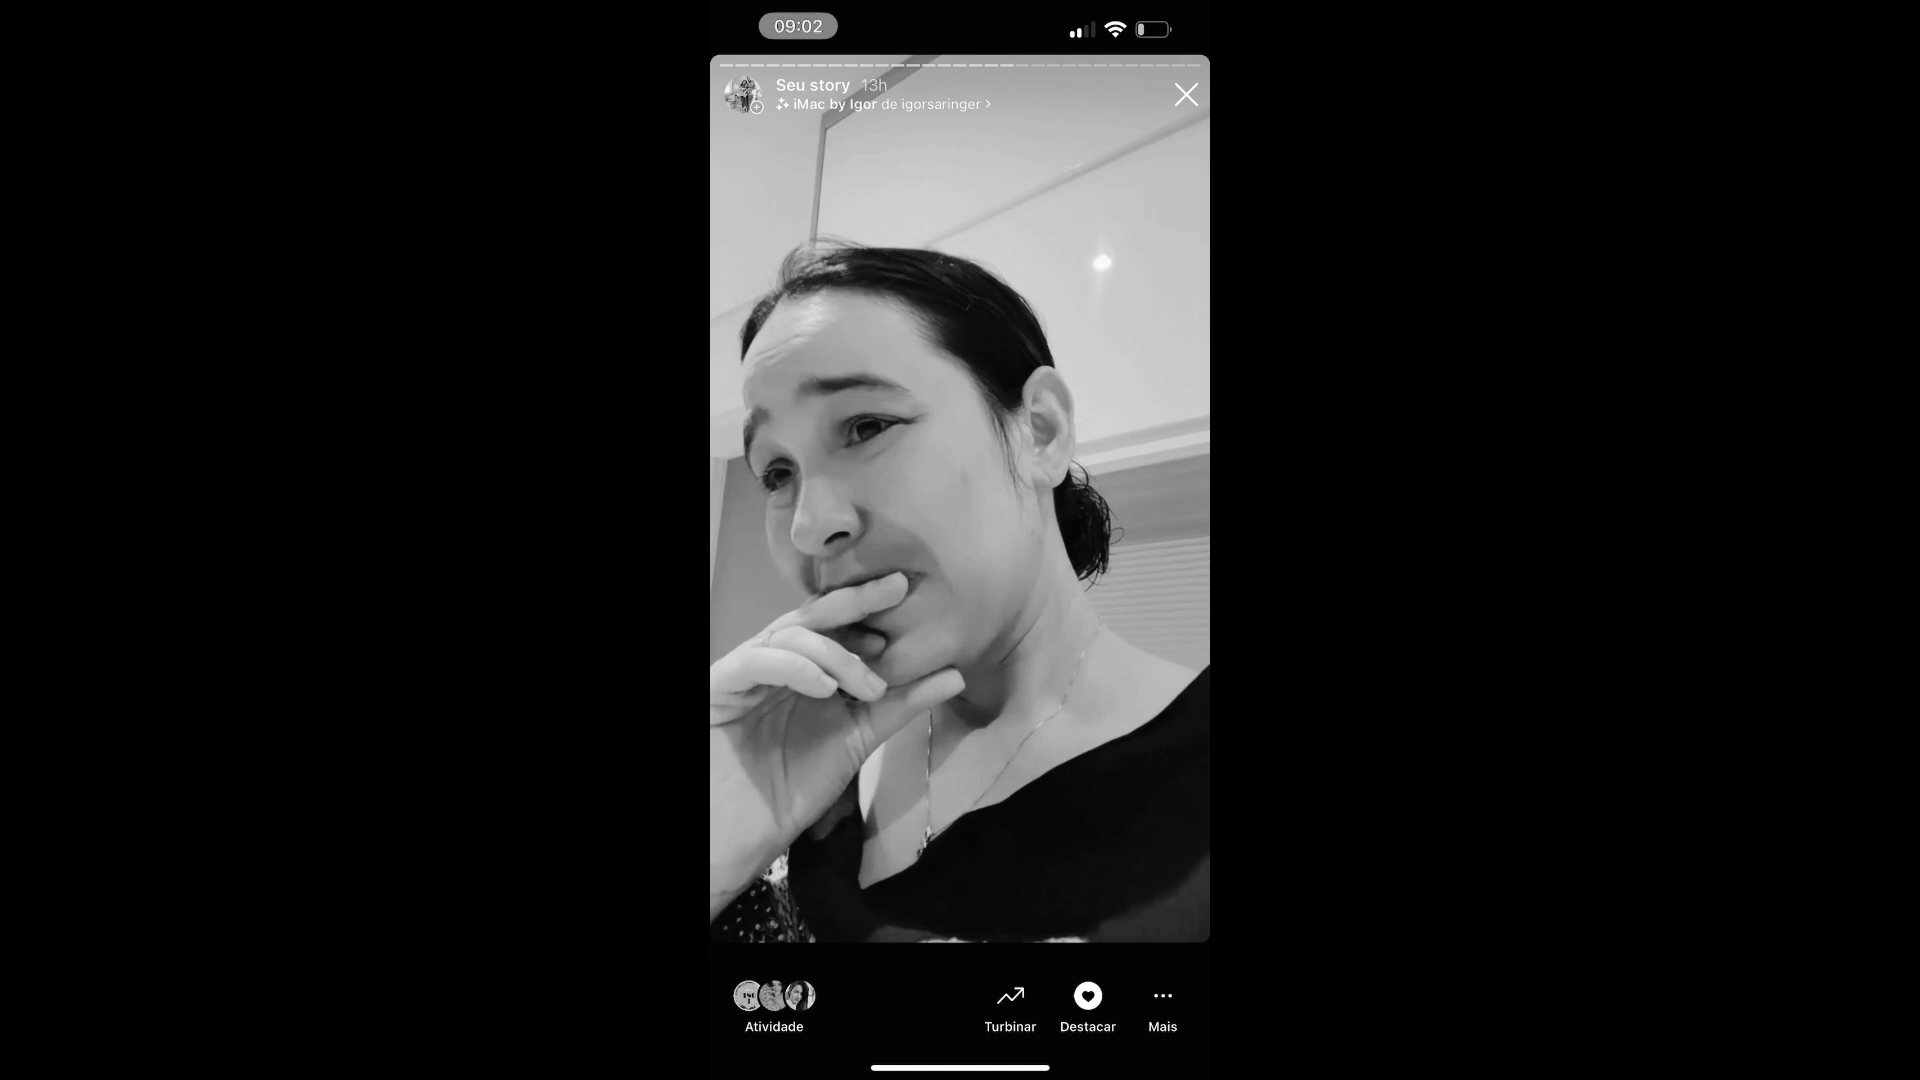 09:02
Seu story 13h
iMac by Igor de igorsaringer >
Atividade
Turbinar
Destacar
Mais